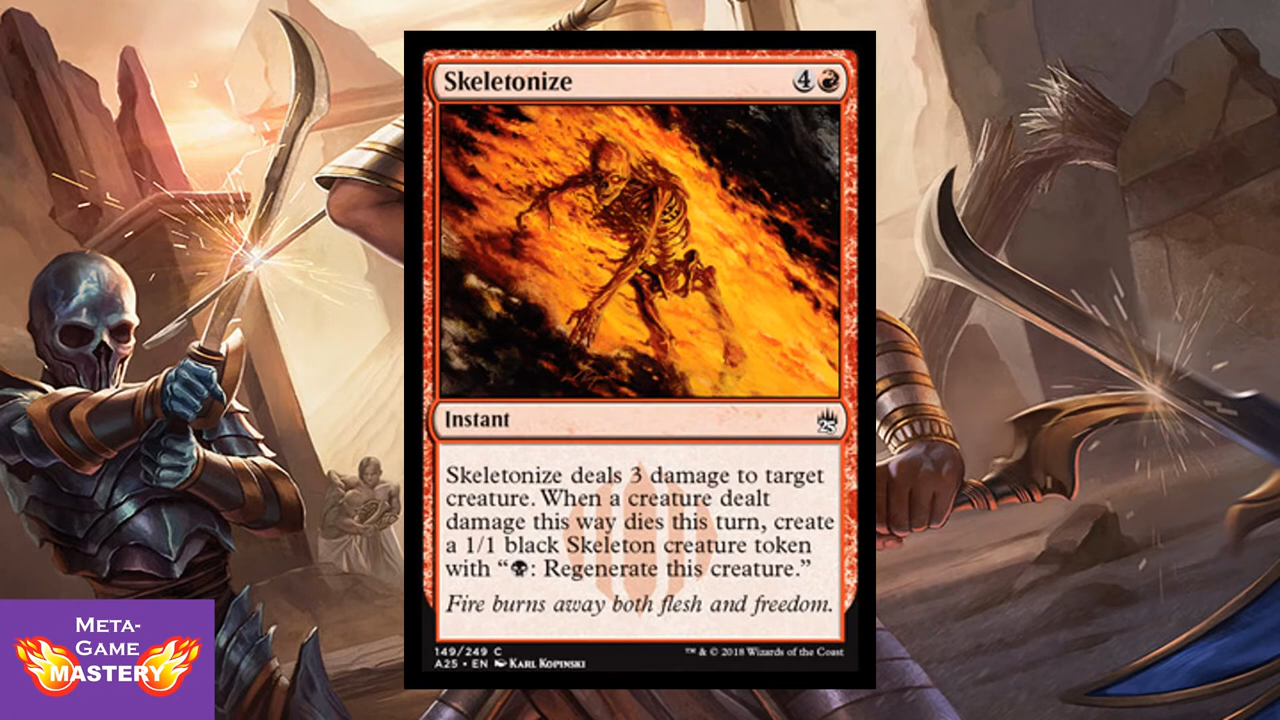 Skeletonize 4
Instant
25
Skeletonize deals 3 damage to target
creature. When a creature dealt
damage this way dies this turn, create
a 1/1 black Skeleton creature token
with “: Regenerate this creature.”
Fire burns away both flesh and freedom.
149/249 C
A25 • EN Karl Kopinski
™ & © 2018 Wizards of the Coast
Meta-
Game
Mastery